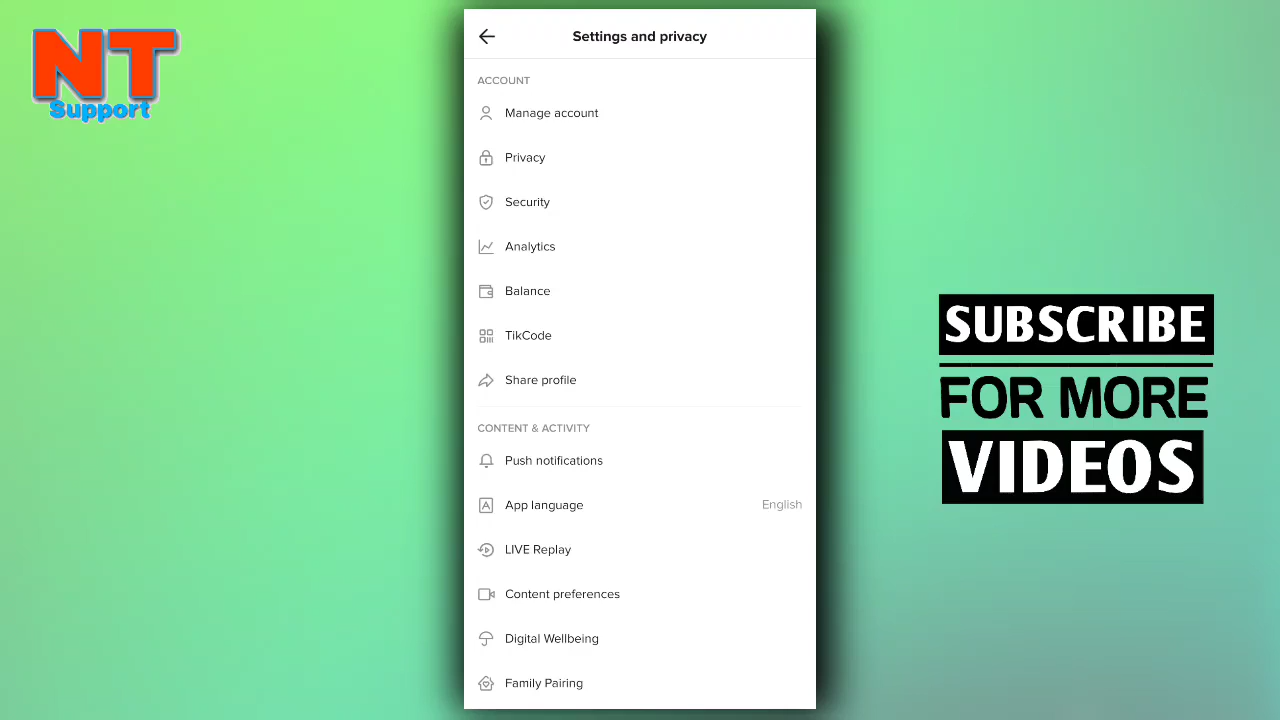 NT
Support
Settings and privacy
ACCOUNT
Manage account
Privacy
Security
Analytics
Balance
TikCode
Share profile
CONTENT & ACTIVITY
Push notifications
App language English
LIVE Replay
Content preferences
Digital Wellbeing
Family Pairing
SUBSCRIBE
FOR MORE
VIDEOS